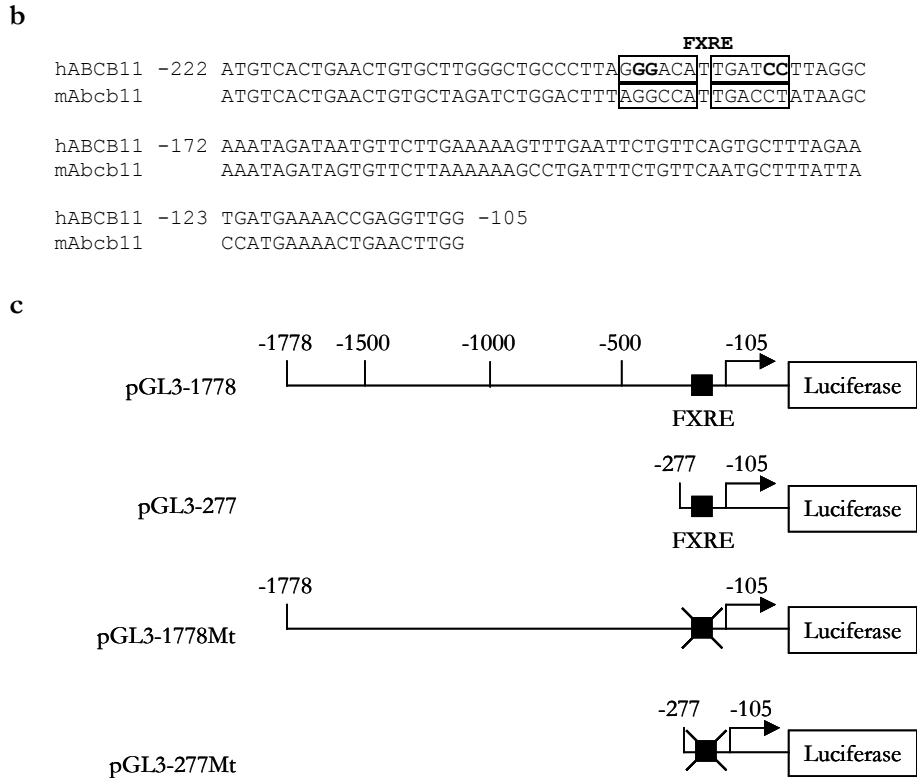 b
FXRE
hABCB11 -222 ATGTCACTGAACTGTGCTTGGGCTGCCCTTAGGGACATTGATCCTTAGGC
mAbcb11 ATGTCACTGAACTGTGCTAGATCTGGACTTTAGGCCATTGACCTATAAGC
hABCB11 -172 AAATAGATAATGTTCTTGAAAAAGTTTGAATTCTGTTCAGTGCTTTAGAA
mAbcb11 AAATAGATAGTGTTCTTAAAAAAGCCTGATTTCTGTTCAATGCTTTATTA
hABCB11 -123 TGATGAAAACCGAGGTTGG -105
mAbcb11 CCATGAAAACTGAACTTGG
c
-1778 -1500 -1000 -500 -105
pGL3-1778 Luciferase
FXRE
-277 -105
pGL3-277 Luciferase
FXRE
-1778 -105
pGL3-1778Mt Luciferase
-277 -105
pGL3-277Mt Luciferase